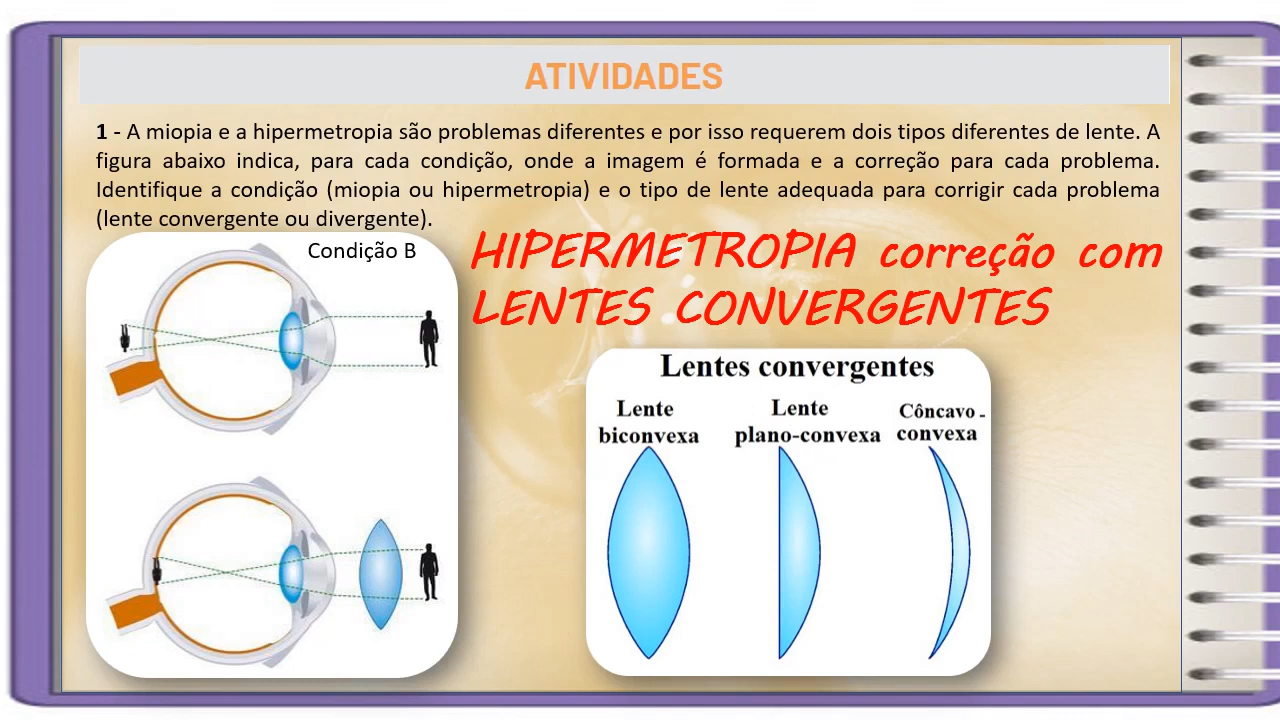 ATIVIDADES
1 - A miopia e a hipermetropia são problemas diferentes e por isso requerem dois tipos diferentes de lente. A
figura abaixo indica, para cada condição, onde a imagem é formada e a correção para cada problema.
Identifique a condição (miopia ou hipermetropia) e o tipo de lente adequada para corrigir cada problema
(lente convergente ou divergente).
Condição B
HIPERMETROPIA correção com
LENTES CONVERGENTES
Lentes convergentes
Lente
biconvexa
Lente
plano-convexa
Côncavo -
convexa